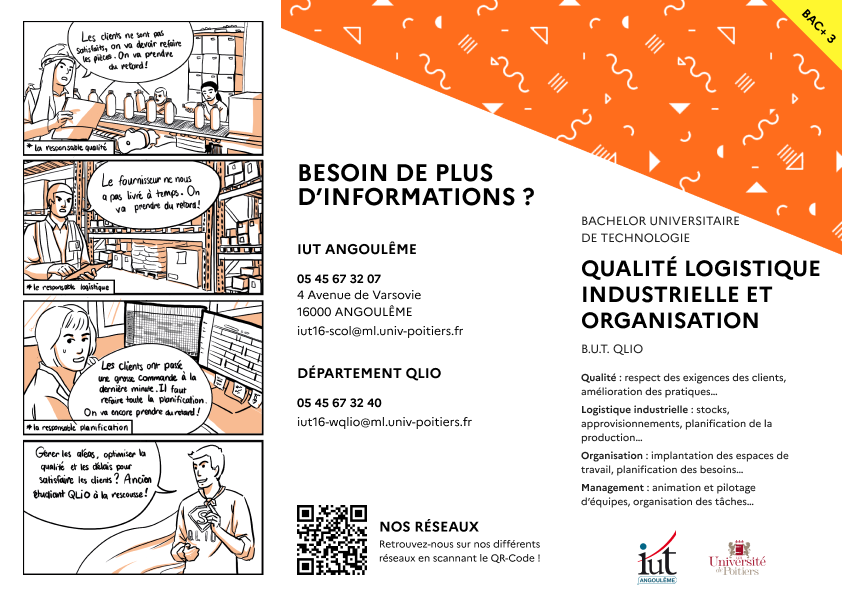 Les clients ne sont pas
satisfaits, on va devoir refaire
les pièces. On va prendre
du retard!
* la responsable qualité
Le fournisseur ne nous
a pas livré à temps. On
va prendre du retard!
* le responsable logistique
Les clients ont passé
une grosse commande à la
dernière minute. Il faut
refaire toute la planification.
On va encore prendre du retard!
* la responsable planification
Gérer les aléas, optimiser la
qualité et les délais pour
satisfaire les clients? Ancien
étudiant QLiO à la rescousse!
QLIO
BESOIN DE PLUS
D'INFORMATIONS ?
IUT ANGOULÊME
05 45 67 32 07
4 Avenue de Varsovie
16000 ANGOULÊME
iut16-scol@ml.univ-poitiers.fr
DÉPARTEMENT QLIO
05 45 67 32 40
iut16-wqlio@ml.univ-poitiers.fr
NOS RÉSEAUX
Retrouvez-nous sur nos différents
réseaux en scannant le QR-Code !
BAC+ 3
BACHELOR UNIVERSITAIRE
DE TECHNOLOGIE
QUALITÉ LOGISTIQUE
INDUSTRIELLE ET
ORGANISATION
B.U.T. QLIO
Qualité : respect des exigences des clients,
amélioration des pratiques...
Logistique industrielle : stocks,
approvisionnements, planification de la
production...
Organisation : implantation des espaces de
travail, planification des besoins...
Management : animation et pilotage
d'équipes, organisation des tâches...
iut
ANGOULÊME
Université
de Poitiers